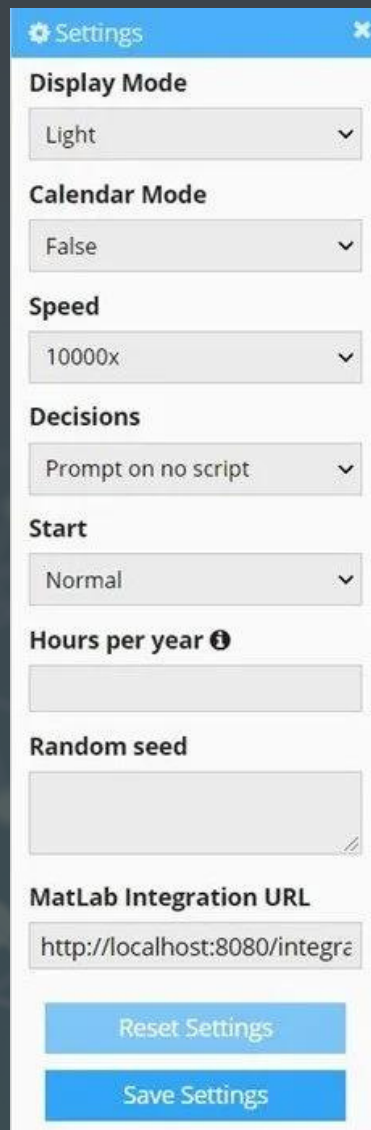 Settings
Display Mode
Light
Calendar Mode
False
Speed
10000x
Decisions
Prompt on no script
Start
Normal
Hours per year
Random seed
MatLab Integration URL
http://localhost:8080/integra
Reset Settings
Save Settings